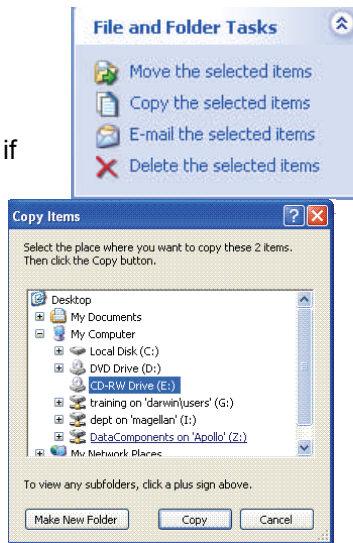 File and Folder Tasks
Move the selected items
Copy the selected items
E-mail the selected items
Delete the selected items
if
Copy Items
Select the place where you want to copy these 2 items.
Then click the Copy button.
Desktop
My Documents
My Computer
Local Disk (C:)
DVD Drive (D:)
CD-RW Drive (E:)
training on 'darwin\users' (G:)
dept on 'magellan' (I:)
DataComponents on 'Apollo' (Z:)
My Network Places
To view any subfolders, click a plus sign above.
Make New Folder Copy Cancel